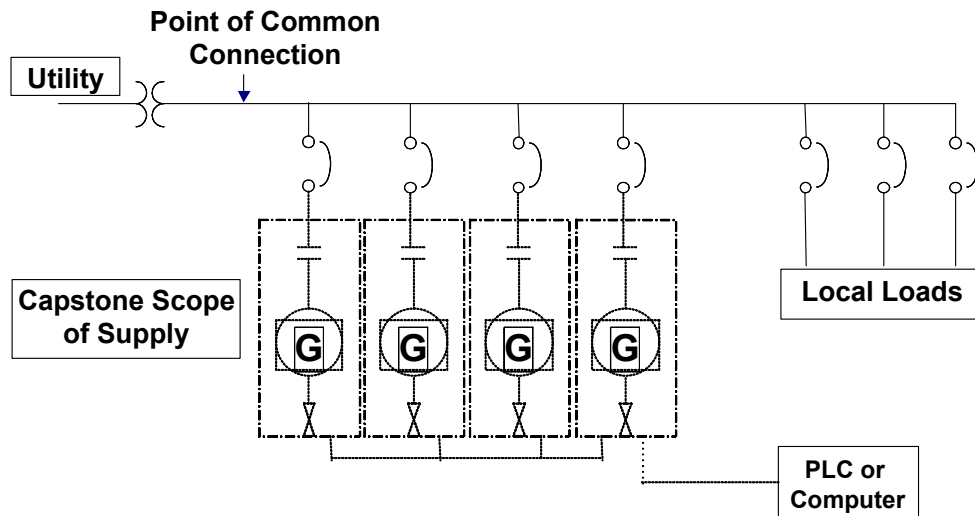 Point of Common
Connection
Utility
Capstone Scope
of Supply
G
G
G
G
Local Loads
PLC or
Computer